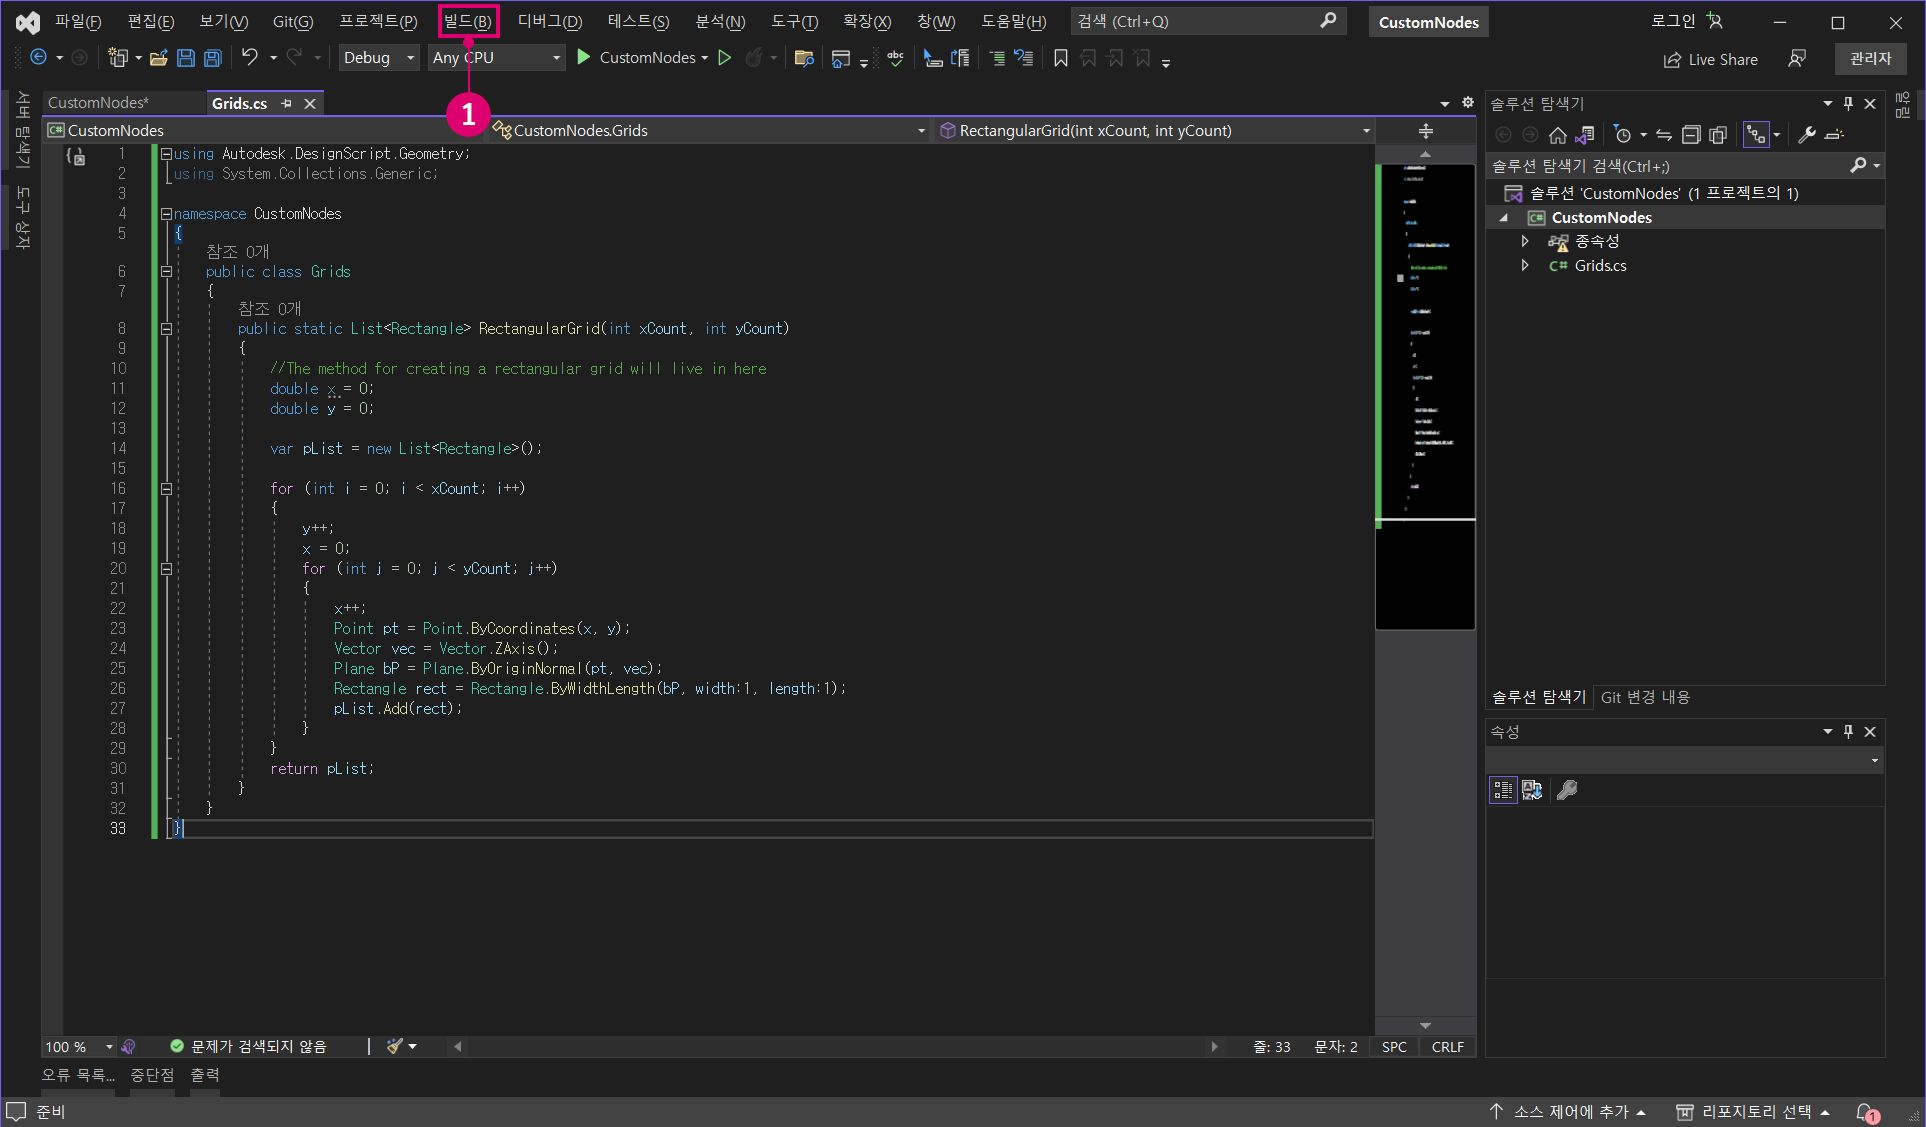 파일(F) 편집(E) 보기(V) Git(G) 프로젝트(P) 빌드(B) 디버그(D) 테스트(S) 분석(N) 도구(T) 확장(X) 창(W) 도움말(H) 검색 (Ctrl+Q) CustomNodes 로그인
Debug Any CPU CustomNodes abc Live Share 관리자
1
서버 탐색기
도구 상자
CustomNodes* Grids.cs
CustomNodes CustomNodes.Grids RectangularGrid(int xCount, int yCount)
1 using Autodesk.DesignScript.Geometry;
2 using System.Collections.Generic;
3
4 namespace CustomNodes
5 {
참조 0개
6 public class Grids
7 {
참조 0개
8 public static List<Rectangle> RectangularGrid(int xCount, int yCount)
9 {
10 //The method for creating a rectangular grid will live in here
11 double x = 0;
12 double y = 0;
13
14 var pList = new List<Rectangle>();
15
16 for (int i = 0; i < xCount; i++)
17 {
18 y++;
19 x = 0;
20 for (int j = 0; j < yCount; j++)
21 {
22 x++;
23 Point pt = Point.ByCoordinates(x, y);
24 Vector vec = Vector.ZAxis();
25 Plane bP = Plane.ByOriginNormal(pt, vec);
26 Rectangle rect = Rectangle.ByWidthLength(bP, width:1, length:1);
27 pList.Add(rect);
28 }
29 }
30 return pList;
31 }
32 }
33 }
100 % 문제가 검색되지 않음 줄: 33 문자: 2 SPC CRLF
오류 목록... 중단점 출력
솔루션 탐색기
솔루션 탐색기 검색(Ctrl+;)
솔루션 'CustomNodes' (1 프로젝트의 1)
CustomNodes
종속성
C# Grids.cs
솔루션 탐색기 Git 변경 내용
속성
알림
준비 소스 제어에 추가 리포지토리 선택 1